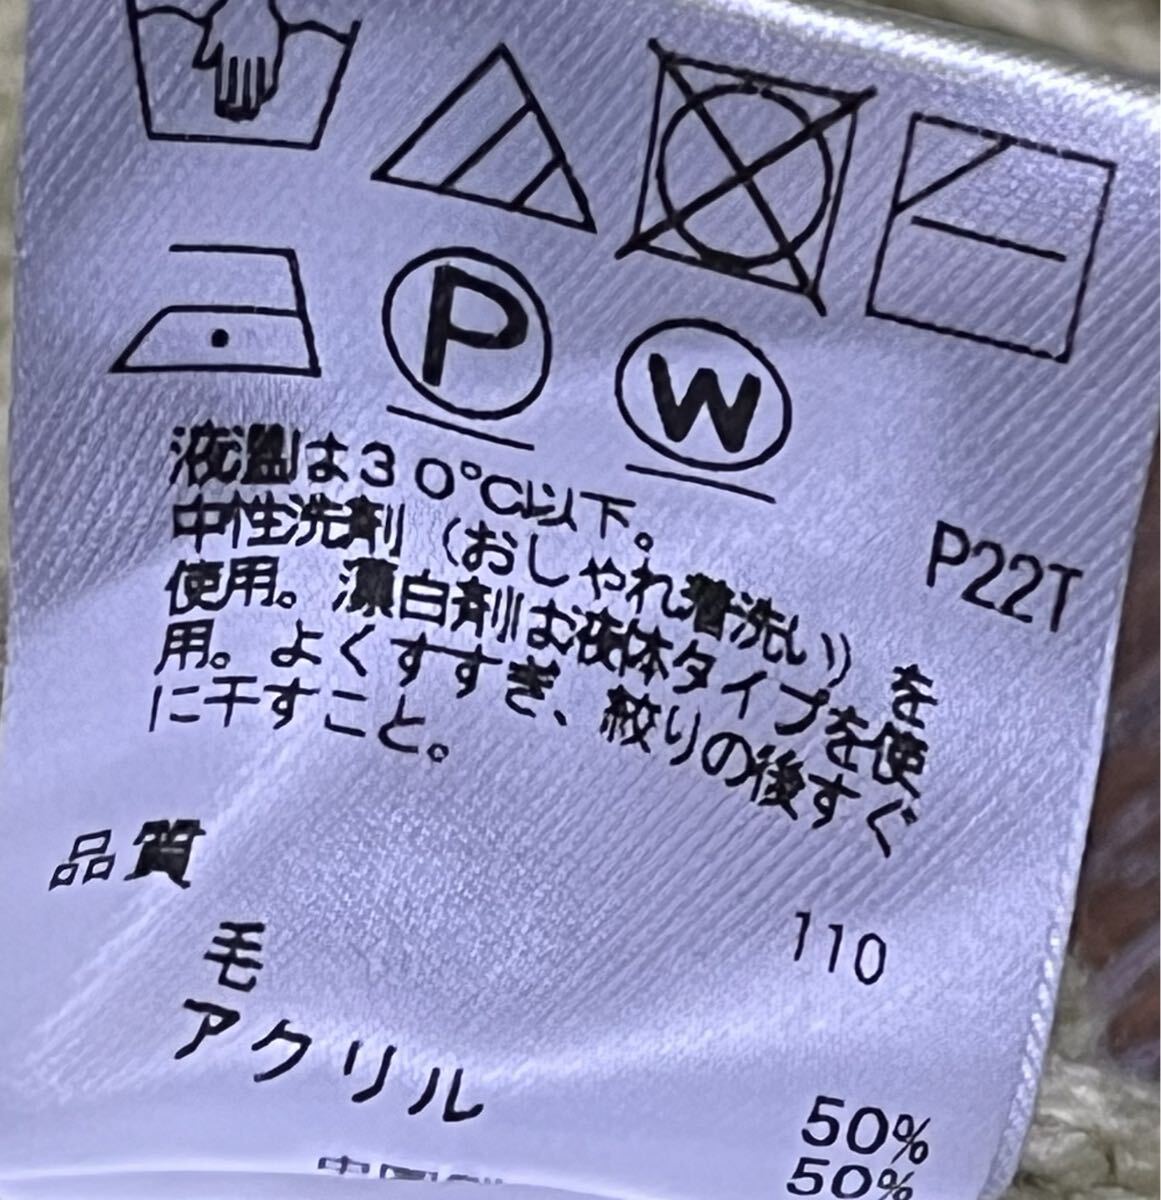 P
W
液温は30℃以下。
中性洗剤(おしゃれ着洗い)を
使用。漂白剤は液体タイプを使
用。よくすすぎ、絞りの後すぐ
に干すこと。
P22T
品質
110
毛 50%
アクリル 50%